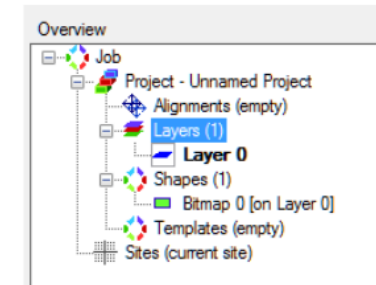 Overview
Job
Project - Unnamed Project
Alignments (empty)
Layers (1)
Layer 0
Shapes (1)
Bitmap 0 [on Layer 0]
Templates (empty)
Sites (current site)